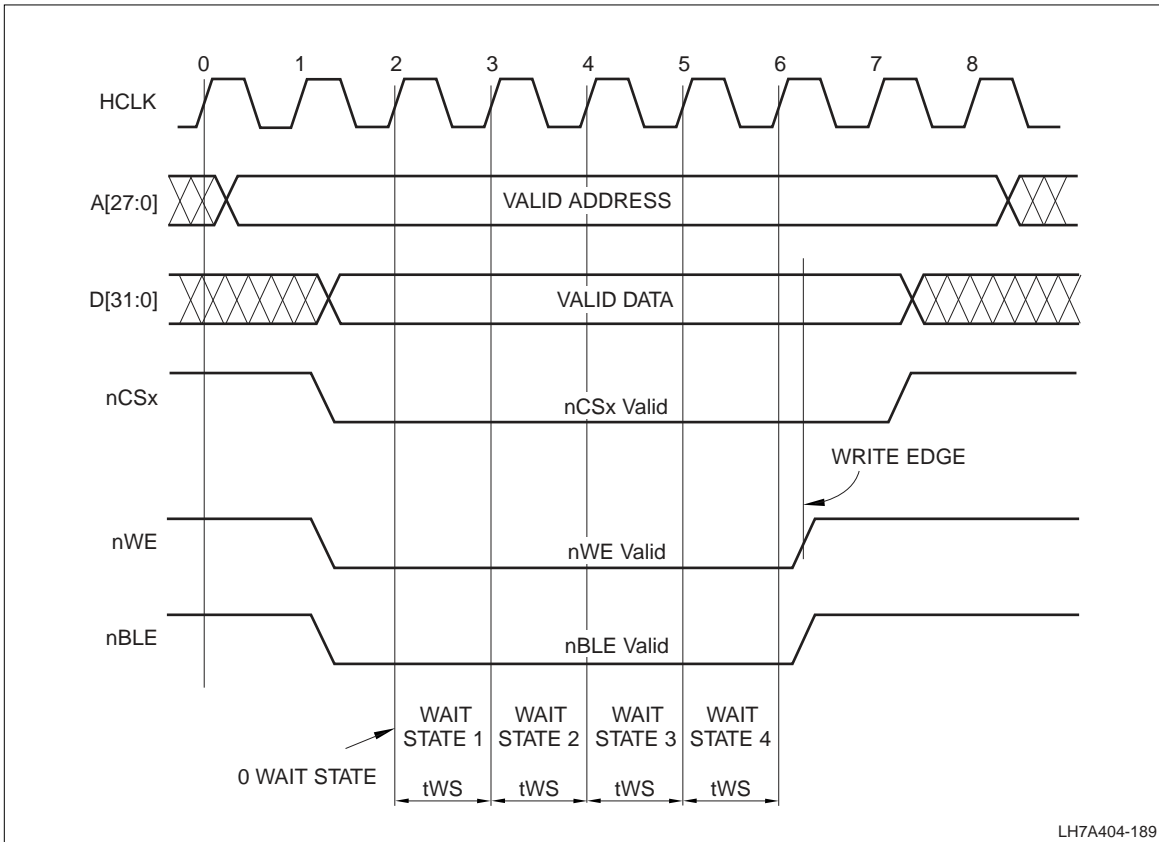 0 1 2 3 4 5 6 7 8
HCLK
A[27:0]
VALID ADDRESS
D[31:0]
VALID DATA
nCSx
nCSx Valid
WRITE EDGE
nWE
nWE Valid
nBLE
nBLE Valid
WAIT STATE 1
WAIT STATE 2
WAIT STATE 3
WAIT STATE 4
0 WAIT STATE
tWS tWS tWS tWS
LH7A404-189